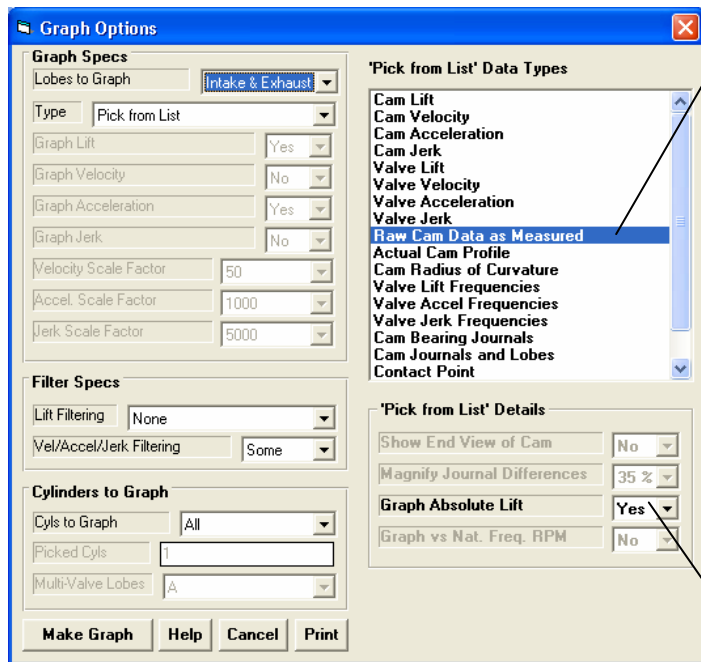 Graph Options
Graph Specs
Lobes to Graph Intake & Exhaust
Type Pick from List
Graph Lift Yes
Graph Velocity No
Graph Acceleration Yes
Graph Jerk No
Velocity Scale Factor 50
Accel. Scale Factor 1000
Jerk Scale Factor 5000
Filter Specs
Lift Filtering None
Vel/Accel/Jerk Filtering Some
Cylinders to Graph
Cyls to Graph All
Picked Cyls 1
Multi-Valve Lobes A
Make Graph Help Cancel Print
'Pick from List' Data Types
Cam Lift
Cam Velocity
Cam Acceleration
Cam Jerk
Valve Lift
Valve Velocity
Valve Acceleration
Valve Jerk
Raw Cam Data as Measured
Actual Cam Profile
Cam Radius of Curvature
Valve Lift Frequencies
Valve Accel Frequencies
Valve Jerk Frequencies
Cam Bearing Journals
Cam Journals and Lobes
Contact Point
'Pick from List' Details
Show End View of Cam No
Magnify Journal Differences 35 %
Graph Absolute Lift Yes
Graph vs Nat. Freq. RPM No